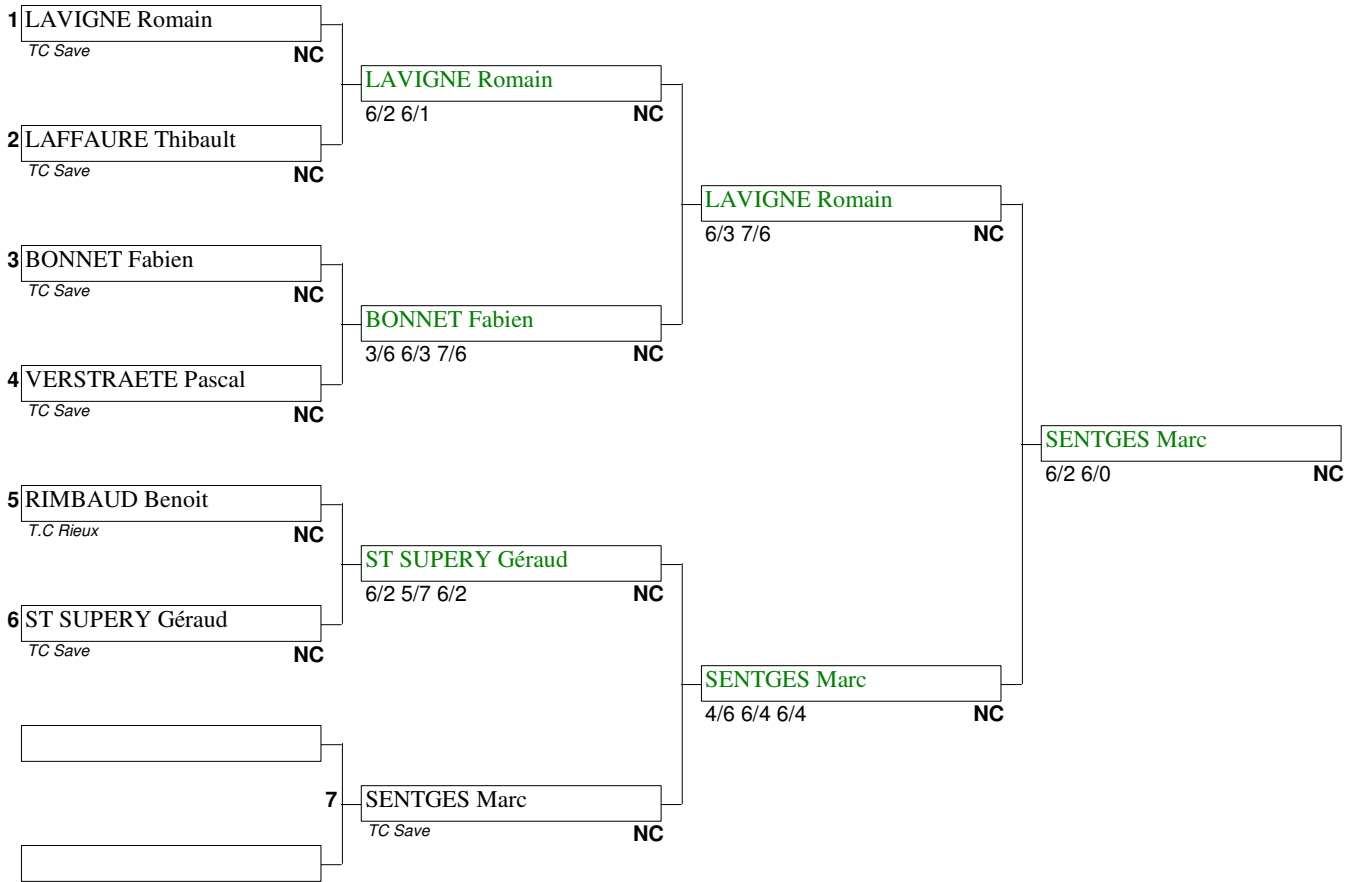 1 LAVIGNE Romain
TC Save NC
LAVIGNE Romain
6/2 6/1 NC
2 LAFFAURE Thibault
TC Save NC
LAVIGNE Romain
6/3 7/6 NC
3 BONNET Fabien
TC Save NC
BONNET Fabien
3/6 6/3 7/6 NC
4 VERSTRAETE Pascal
TC Save NC
SENTGES Marc
6/2 6/0 NC
5 RIMBAUD Benoit
T.C Rieux NC
ST SUPERY Géraud
6/2 5/7 6/2 NC
6 ST SUPERY Géraud
TC Save NC
SENTGES Marc
4/6 6/4 6/4 NC
7 SENTGES Marc
TC Save NC